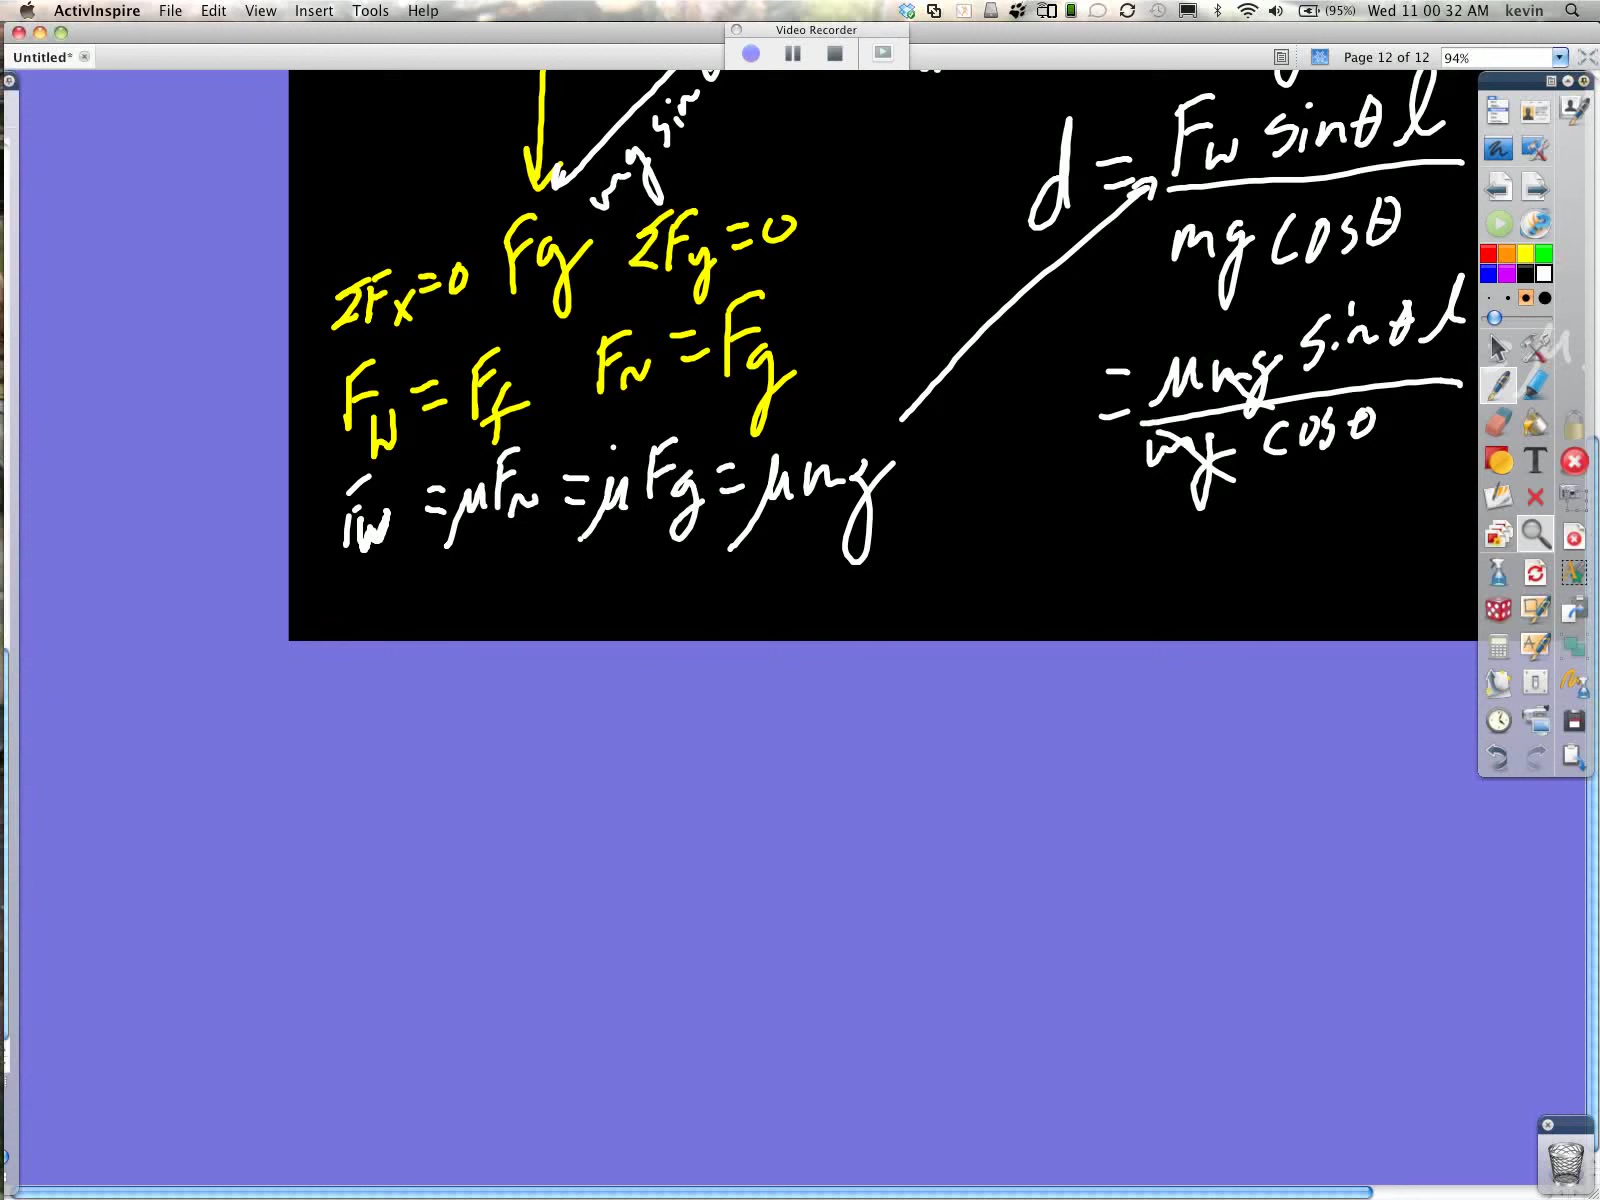 ActivInspire File Edit View Insert Tools Help (95%) Wed 11 00 32 AM kevin
Video Recorder
Untitled* Page 12 of 12 94%
mg sin
d = Fw sinθ l
mg cosθ
Fg
ΣFx=0
ΣFy=0
Fw = Ff
FN = Fg
Fw = μFN = μFg = μmg
= μmg sinθ l
mg cosθ